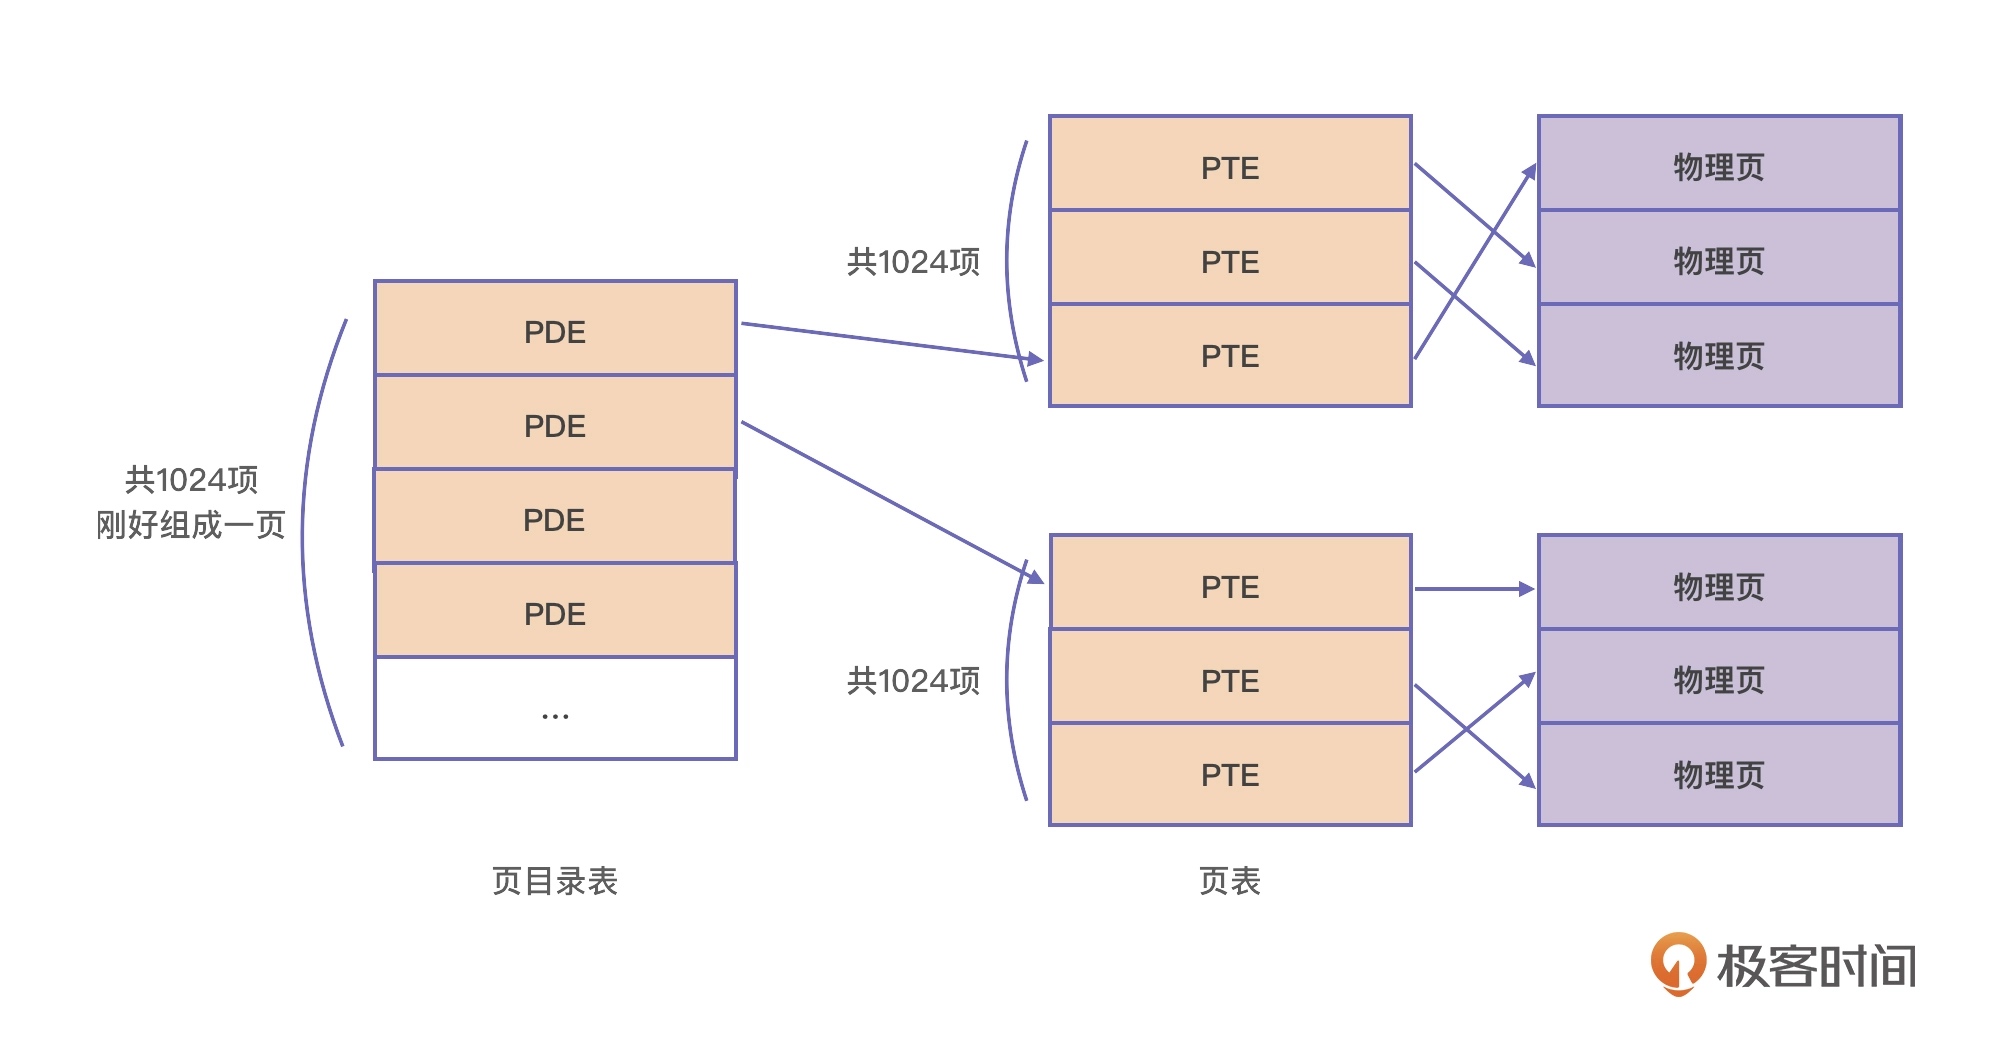 共1024项
刚好组成一页
PDE
PDE
PDE
PDE
...
页目录表
共1024项
PTE
PTE
PTE
共1024项
PTE
PTE
PTE
页表
物理页
物理页
物理页
物理页
物理页
物理页
极客时间